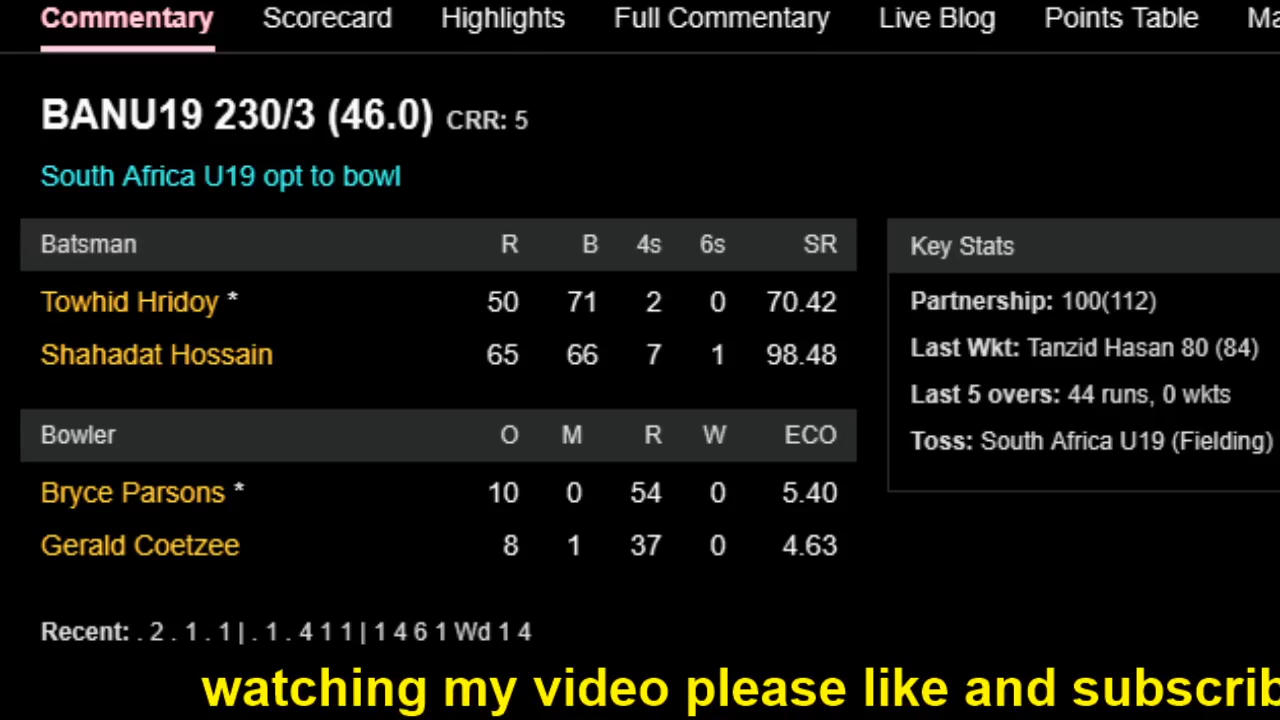 Commentary Scorecard Highlights Full Commentary Live Blog Points Table
BANU19 230/3 (46.0) CRR: 5
South Africa U19 opt to bowl
Batsman R B 4s 6s SR
Towhid Hridoy * 50 71 2 0 70.42
Shahadat Hossain 65 66 7 1 98.48
Bowler O M R W ECO
Bryce Parsons * 10 0 54 0 5.40
Gerald Coetzee 8 1 37 0 4.63
Key Stats
Partnership: 100(112)
Last Wkt: Tanzid Hasan 80 (84)
Last 5 overs: 44 runs, 0 wkts
Toss: South Africa U19 (Fielding)
Recent: . 2 . 1 . 1 | . 1 . 4 1 1 | 1 4 6 1 Wd 1 4
watching my video please like and subscrib